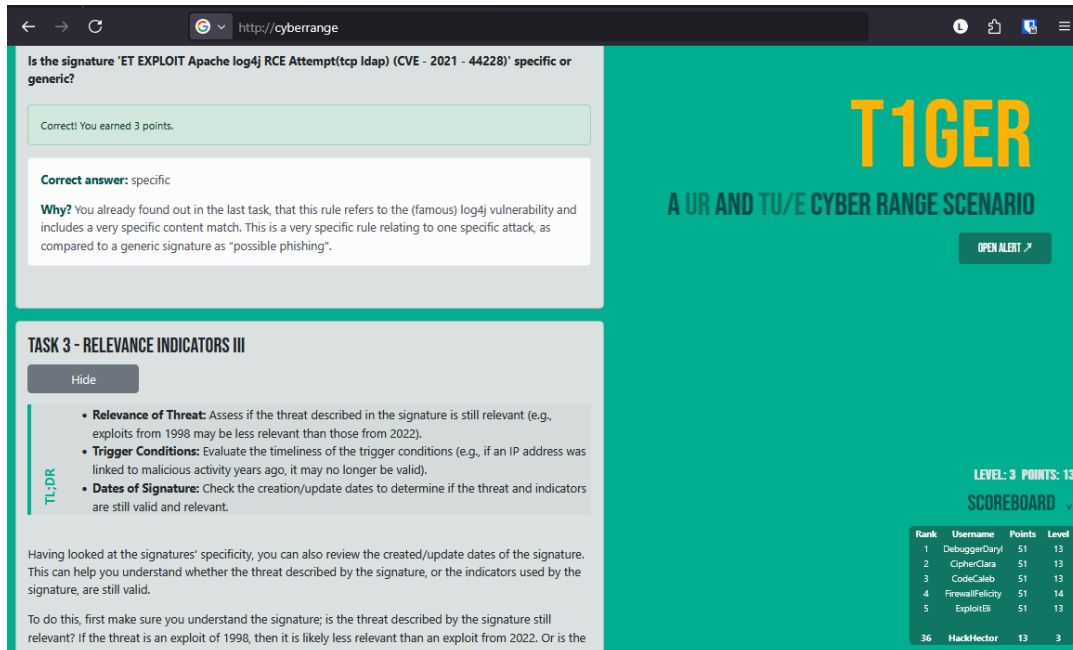 http://cyberrange
L
Is the signature 'ET EXPLOIT Apache log4j RCE Attempt(tcp ldap) (CVE - 2021 - 44228)' specific or
generic?
Correct! You earned 3 points.
Correct answer: specific
Why? You already found out in the last task, that this rule refers to the (famous) log4j vulnerability and
includes a very specific content match. This is a very specific rule relating to one specific attack, as
compared to a generic signature as "possible phishing".
TASK 3 - RELEVANCE INDICATORS III
Hide
TL;DR
• Relevance of Threat: Assess if the threat described in the signature is still relevant (e.g.,
exploits from 1998 may be less relevant than those from 2022).
• Trigger Conditions: Evaluate the timeliness of the trigger conditions (e.g., if an IP address was
linked to malicious activity years ago, it may no longer be valid).
• Dates of Signature: Check the creation/update dates to determine if the threat and indicators
are still valid and relevant.
Having looked at the signatures' specificity, you can also review the created/update dates of the signature.
This can help you understand whether the threat described by the signature, or the indicators used by the
signature, are still valid.
To do this, first make sure you understand the signature; is the threat described by the signature still
relevant? If the threat is an exploit of 1998, then it is likely less relevant than an exploit from 2022. Or is the
T1GER
A UR AND TU/E CYBER RANGE SCENARIO
OPEN ALERT ↗
LEVEL: 3 POINTS: 13
SCOREBOARD
Rank Username Points Level
1 DebuggerDaryl 51 13
2 CipherClara 51 13
3 CodeCaleb 51 13
4 FirewallFelicity 51 14
5 ExploitEli 51 13
36 HackHector 13 3